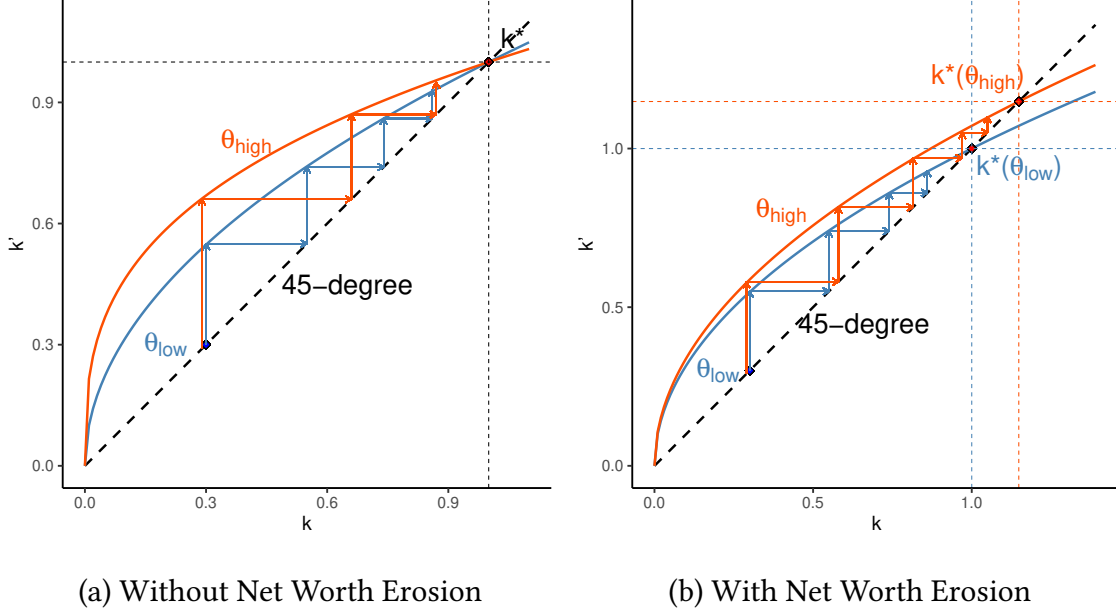 k*
θhigh
45−degree
θlow
0.9
0.6
0.3
0.0
k'
0.0
0.3
0.6
0.9
k
(a) Without Net Worth Erosion
k*(θhigh)
k*(θlow)
θhigh
45−degree
θlow
1.0
0.5
0.0
k'
0.0
0.5
1.0
k
(b) With Net Worth Erosion